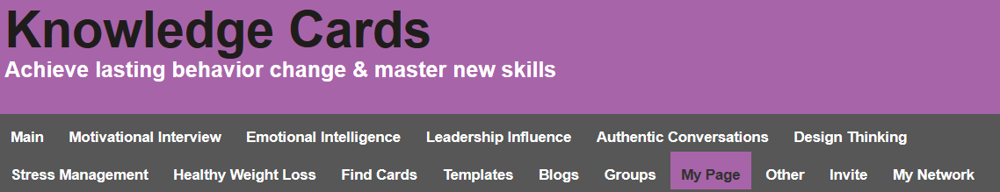 Knowledge Cards
Achieve lasting behavior change & master new skills
Main Motivational Interview Emotional Intelligence Leadership Influence Authentic Conversations Design Thinking
Stress Management Healthy Weight Loss Find Cards Templates Blogs Groups My Page Other Invite My Network